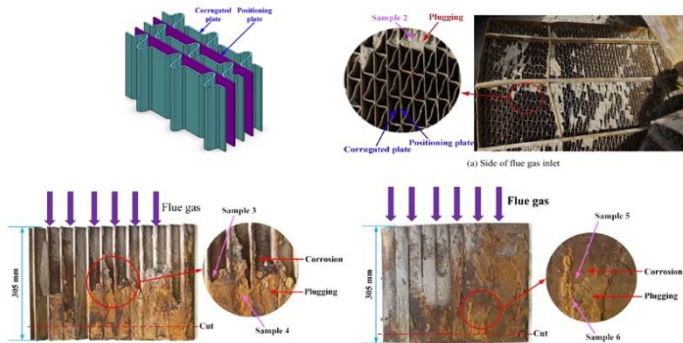 Corrugated
plate
Positioning
plate
Sample 2
Plugging
Corrugated plate
Positioning plate
(a) Side of flue gas inlet
Flue gas
305 mm
Sample 3
Corrosion
Plugging
Sample 4
Cut
Flue gas
305 mm
Sample 5
Corrosion
Plugging
Sample 6
Cut